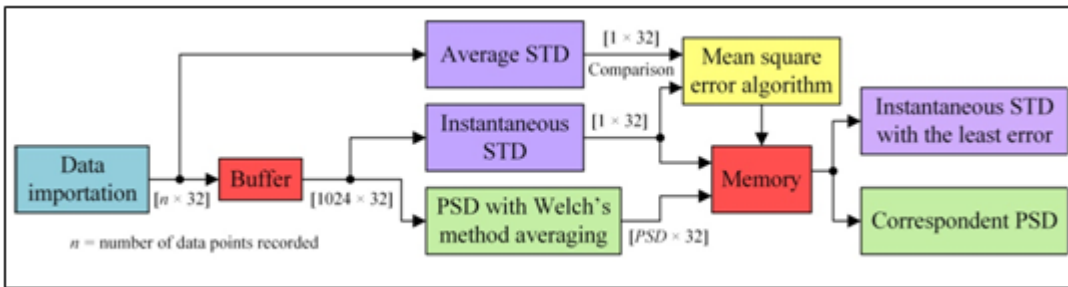 Data
importation
[n × 32]
n = number of data points recorded
Buffer
[1024 × 32]
Average STD
[1 × 32]
Comparison
Instantaneous
STD
[1 × 32]
PSD with Welch's
method averaging
[PSD × 32]
Mean square
error algorithm
Memory
Instantaneous STD
with the least error
Correspondent PSD